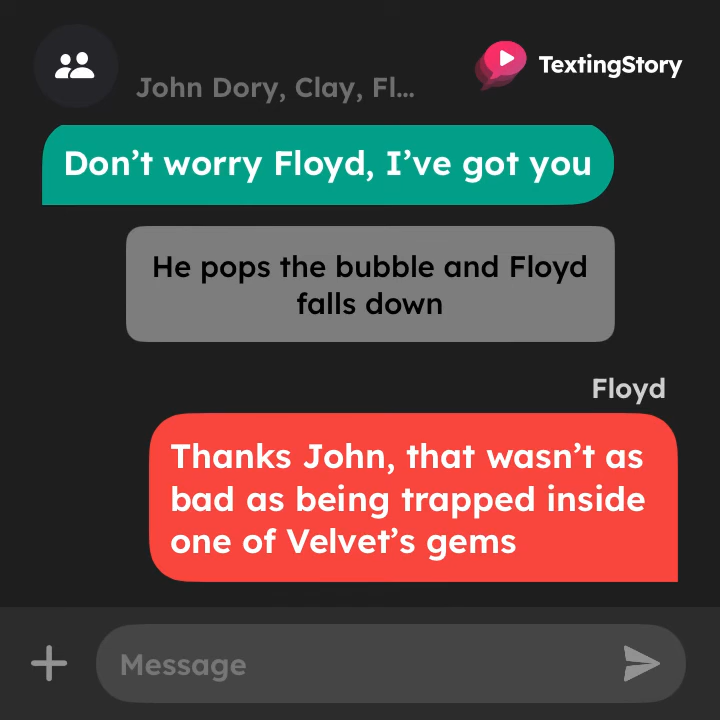 John Dory, Clay, Fl...
TextingStory
Don’t worry Floyd, I’ve got you
He pops the bubble and Floyd
falls down
Floyd
Thanks John, that wasn’t as
bad as being trapped inside
one of Velvet’s gems
Message